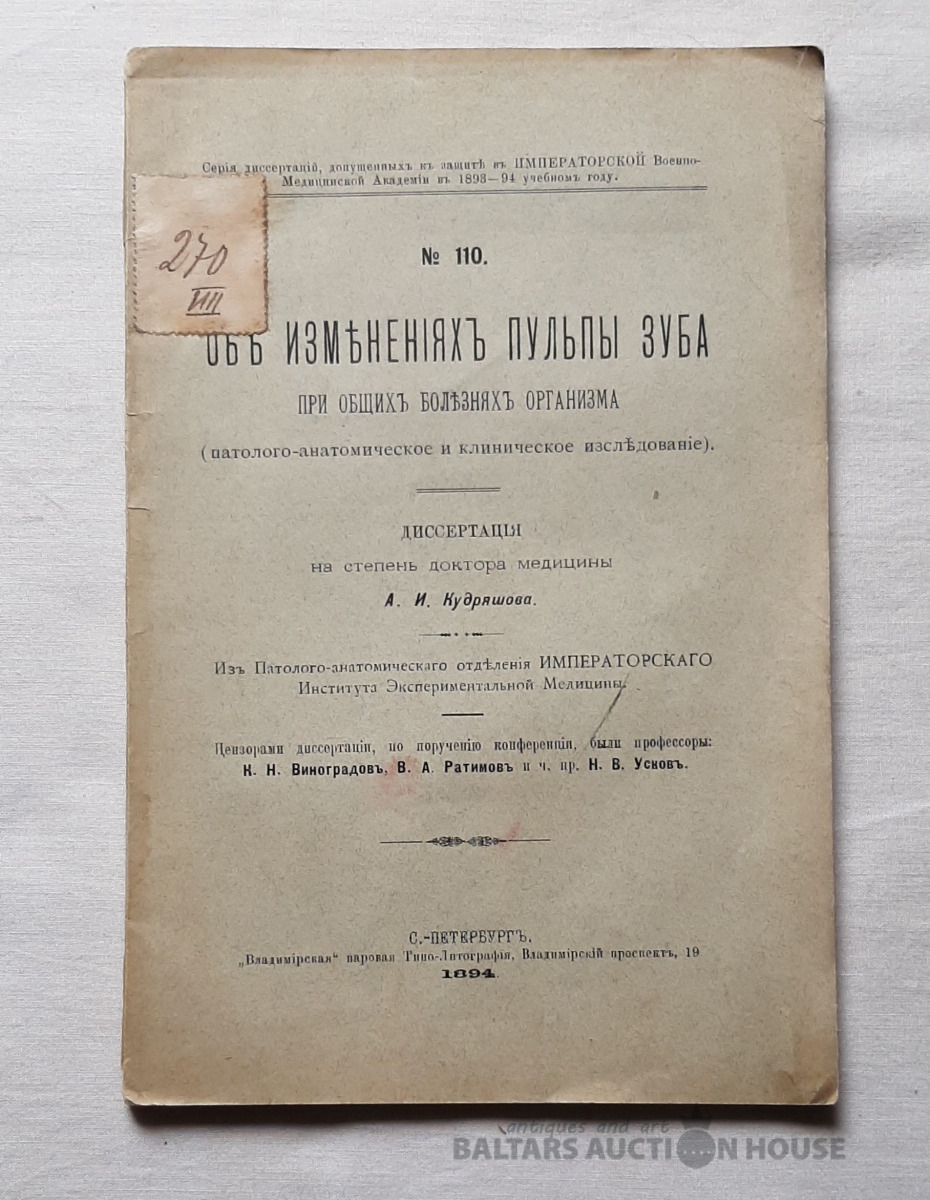 Серія диссертацій, допущенныхъ къ защитѣ въ ИМПЕРАТОРСКОЙ Военно-
Медицинской Академіи въ 1893—94 учебномъ году.
270
VIII
№ 110.
ОБЪ ИЗМѢНЕНІЯХЪ ПУЛЬПЫ ЗУБА
ПРИ ОБЩИХЪ БОЛѢЗНЯХЪ ОРГАНИЗМА
(патолого-анатомическое и клиническое изслѣдованіе).
ДИССЕРТАЦІЯ
на степень доктора медицины
А. И. Кудряшова.
Изъ Патолого-анатомическаго отдѣленія ИМПЕРАТОРСКАГО
Института Экспериментальной Медицины.
Цензорами диссертаціи, по порученію конференціи, были профессоры:
К. Н. Виноградовъ, В. А. Ратимовъ и ч. пр. Н. В. Усковъ.
С.-ПЕТЕРБУРГЪ.
„Владимірская“ паровая Типо-Литографія, Владимірскій проспектъ, 19
1894.
antiques and art
BALTARS AUCTION HOUSE